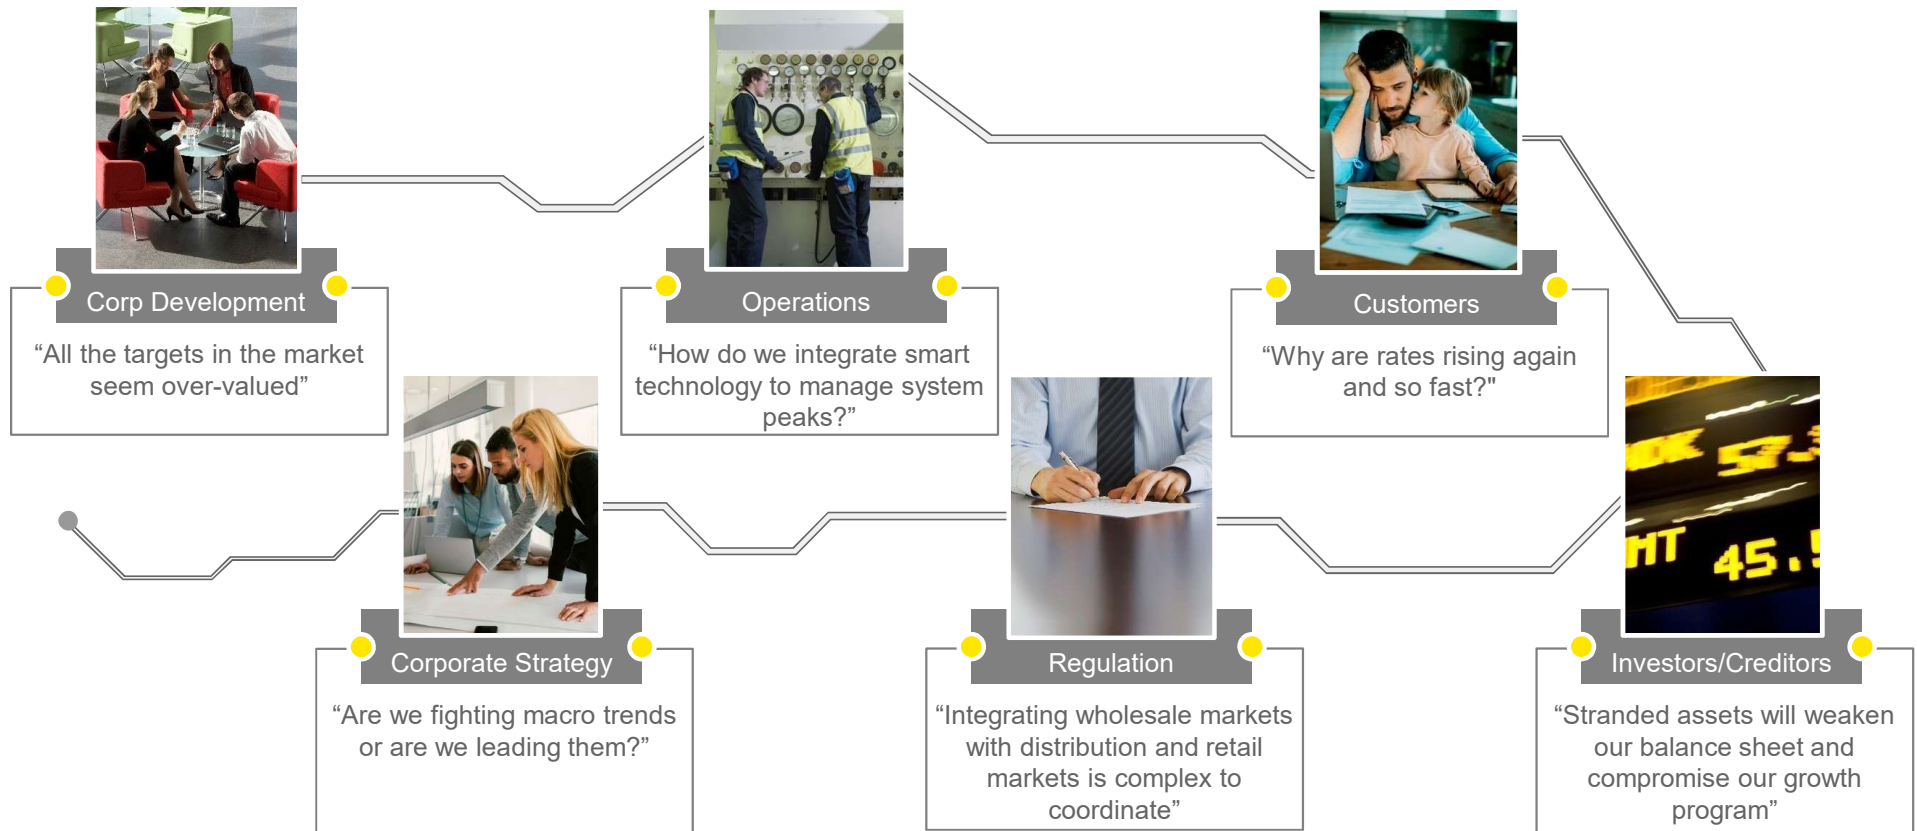 Corp Development
“All the targets in the market
seem over-valued”
Operations
“How do we integrate smart
technology to manage system
peaks?”
Customers
“Why are rates rising again
and so fast?"
Corporate Strategy
“Are we fighting macro trends
or are we leading them?”
Regulation
“Integrating wholesale markets
with distribution and retail
markets is complex to
coordinate”
57.
45.
Investors/Creditors
“Stranded assets will weaken
our balance sheet and
compromise our growth
program”